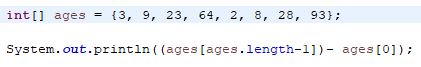 int[] ages = {3, 9, 23, 64, 2, 8, 28, 93};
System.out.println((ages[ages.length-1])- ages[0]);